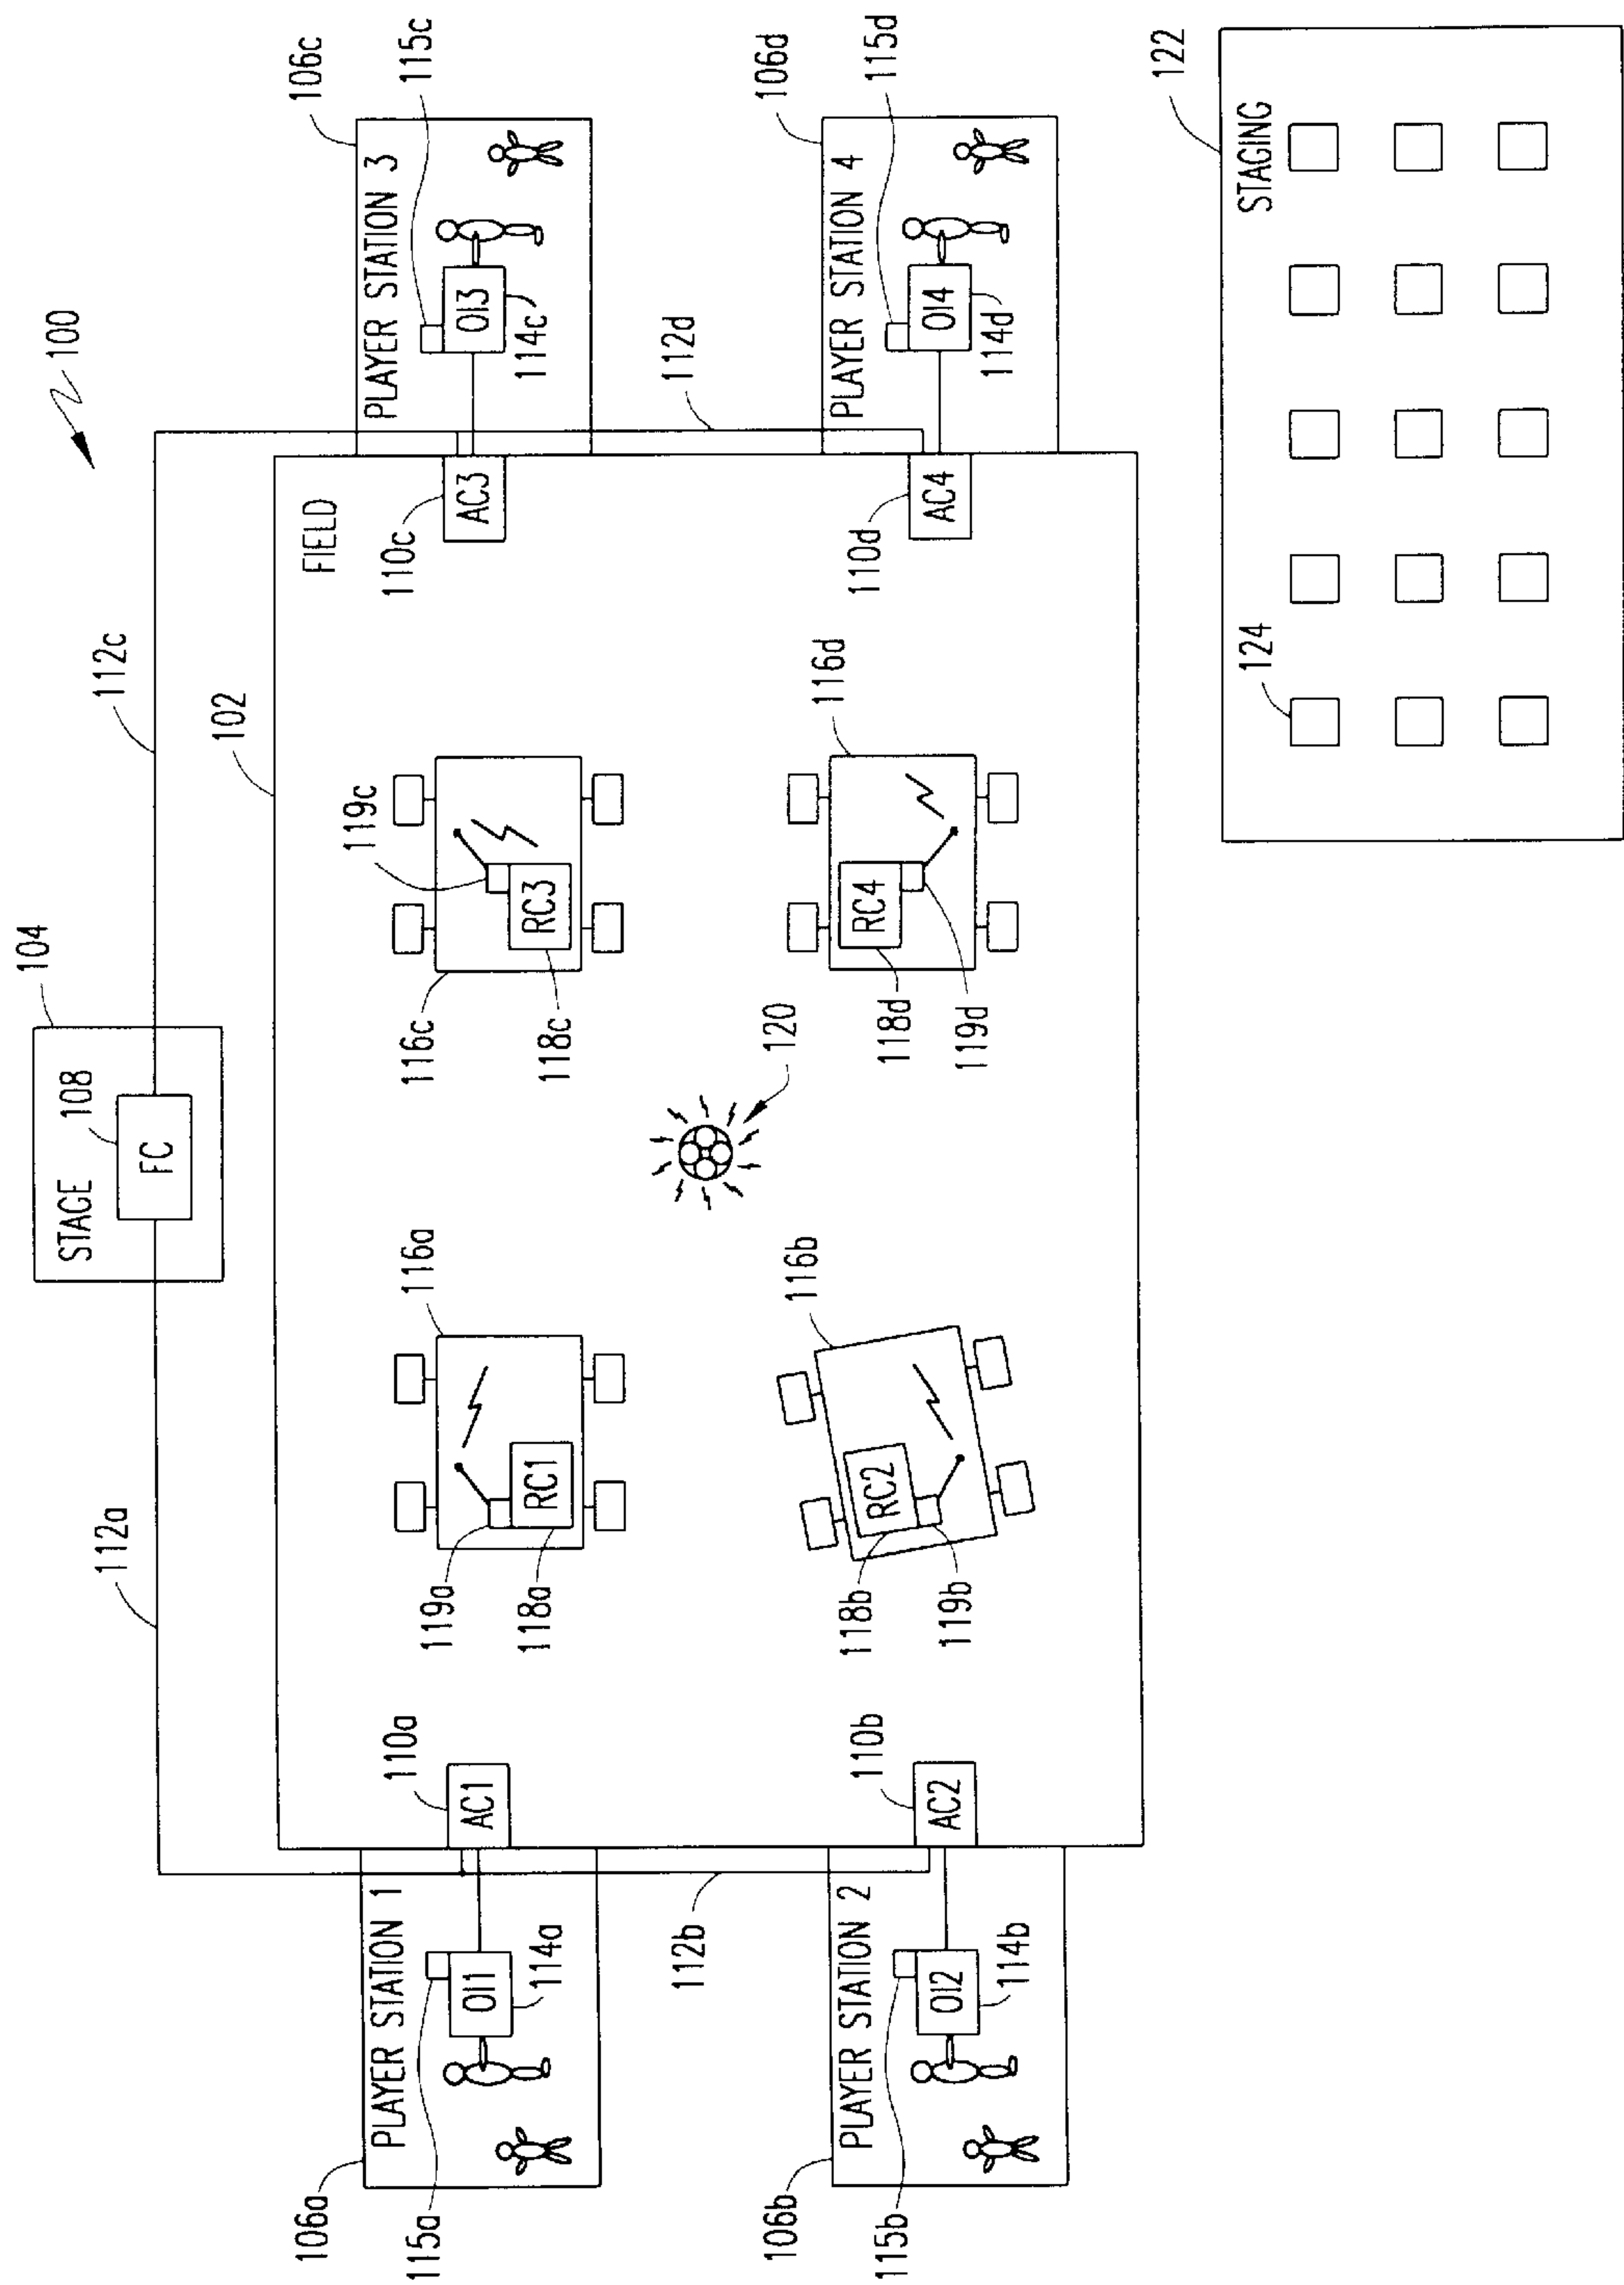 100
104
STAGE
108
FC
112a
112c
102
FIELD
106a
PLAYER STATION 1
115a
OI1
114a
110a
AC1
116a
119a
RC1
118a
116c
119c
RC3
118c
110c
AC3
106c
PLAYER STATION 3
115c
OI3
114c
112b
120
112d
106b
PLAYER STATION 2
115b
OI2
114b
110b
AC2
116b
RC2
118b
119b
116d
RC4
118d
119d
110d
AC4
106d
PLAYER STATION 4
115d
OI4
114d
122
STAGING
124